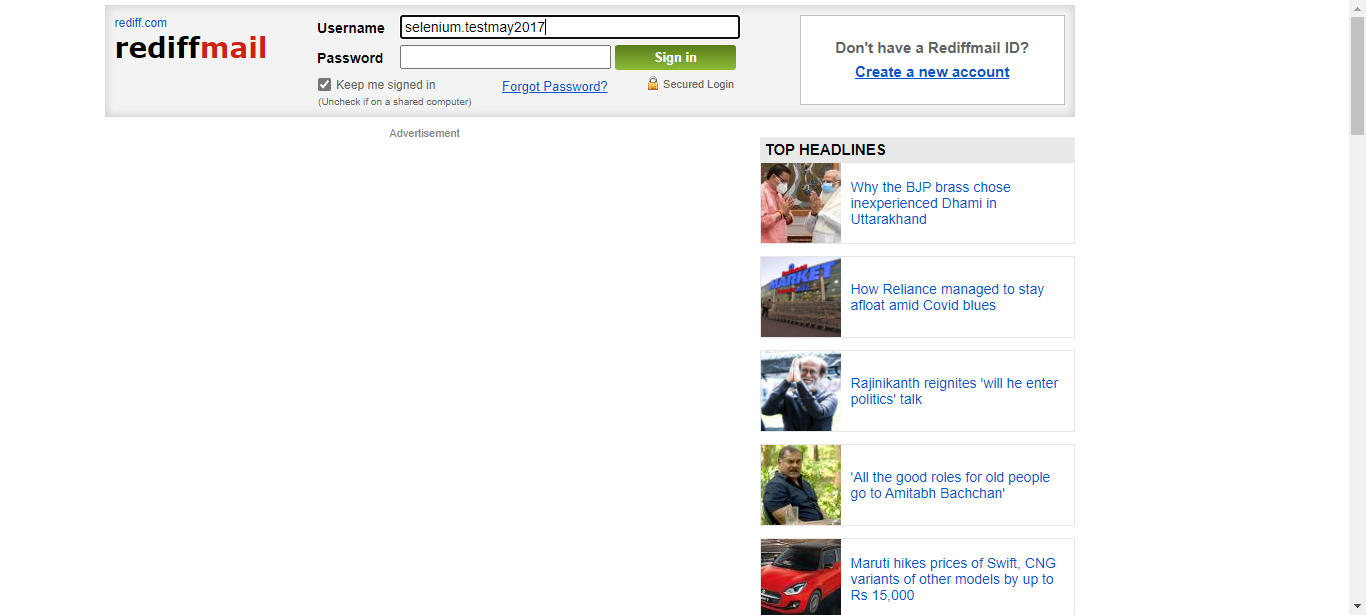 rediff.com
rediffmail
Username
selenium.testmay2017
Password
Sign in
Keep me signed in
(Uncheck if on a shared computer)
Forgot Password?
Secured Login
Don't have a Rediffmail ID?
Create a new account
Advertisement
TOP HEADLINES
Why the BJP brass chose
inexperienced Dhami in
Uttarakhand
MARKET
How Reliance managed to stay
afloat amid Covid blues
Rajinikanth reignites 'will he enter
politics' talk
'All the good roles for old people
go to Amitabh Bachchan'
Maruti hikes prices of Swift, CNG
variants of other models by up to
Rs 15,000